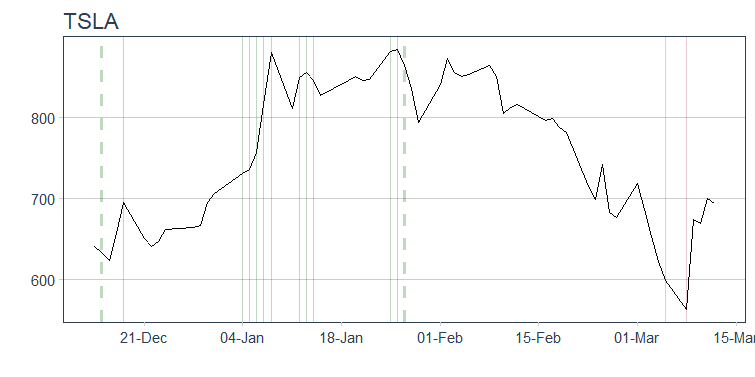 TSLA
800
700
600
21-Dec
04-Jan
18-Jan
01-Feb
15-Feb
01-Mar
15-Mar